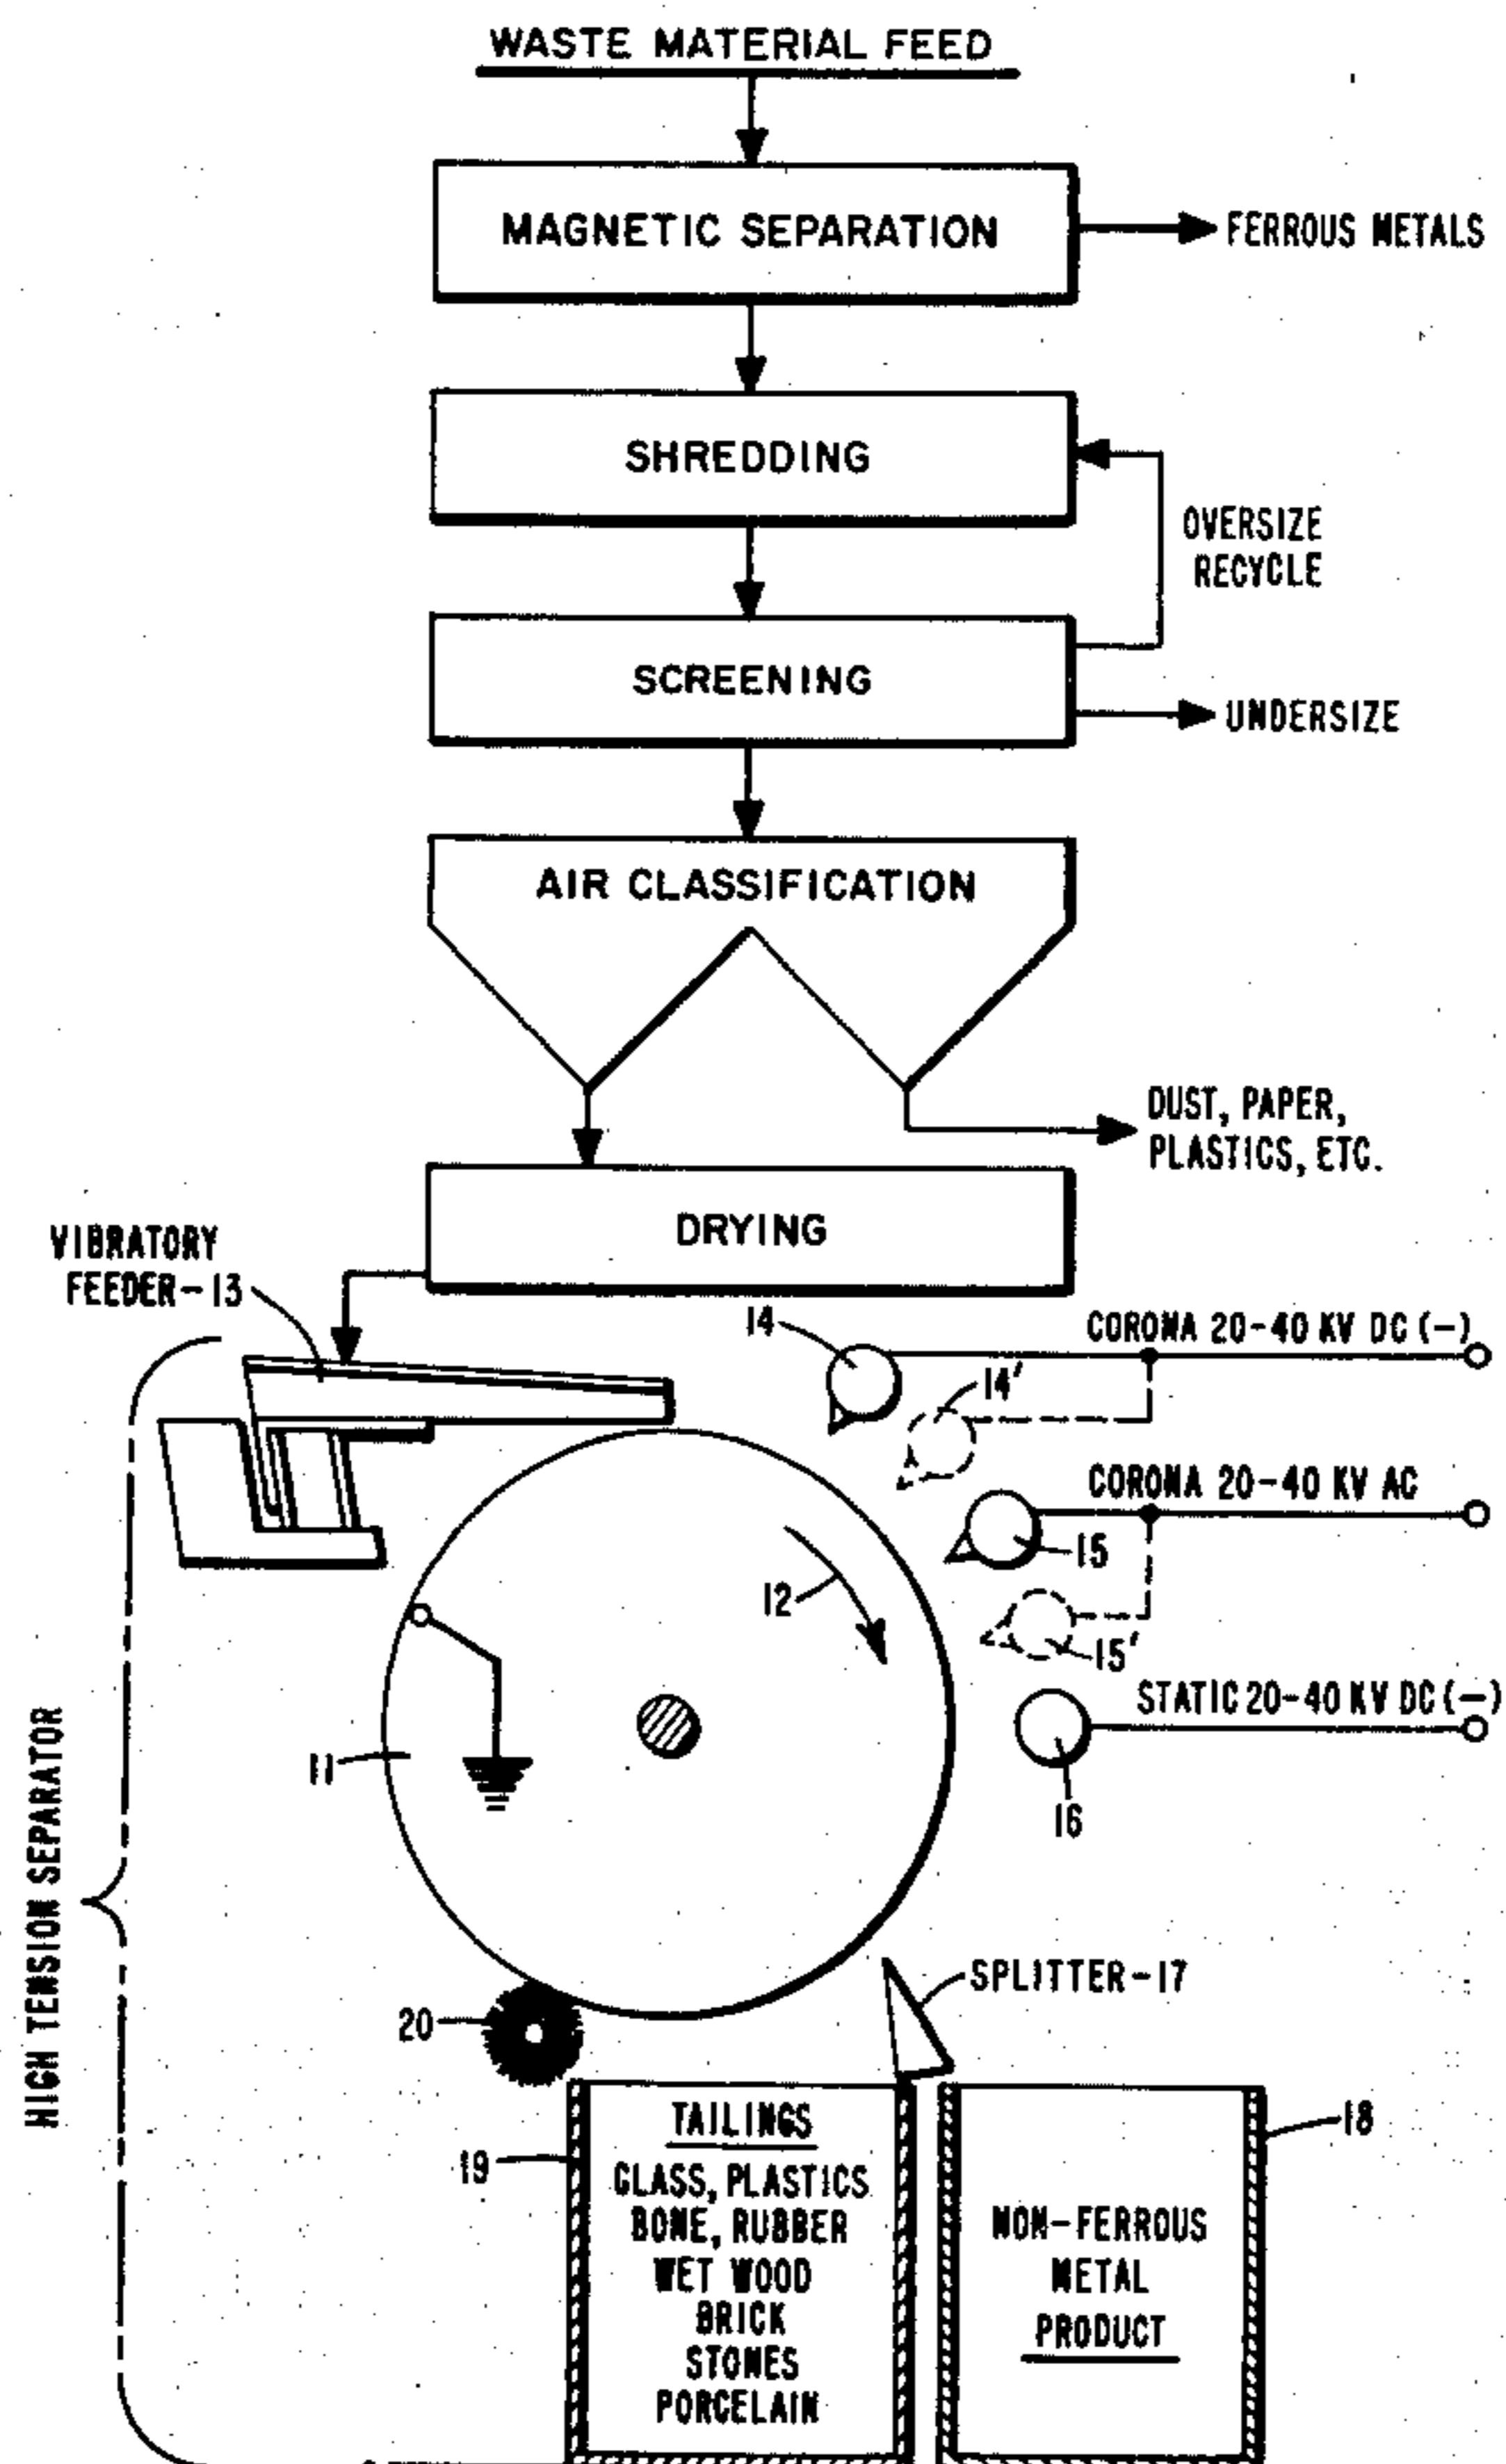 WASTE MATERIAL FEED
MAGNETIC SEPARATION
FERROUS METALS
SHREDDING
OVERSIZE
RECYCLE
SCREENING
UNDERSIZE
AIR CLASSIFICATION
DUST, PAPER,
PLASTICS, ETC.
DRYING
VIBRATORY
FEEDER-13
14
CORONA 20-40 KV DC (-)
14'
CORONA 20-40 KV AC
15
12
15'
STATIC 20-40 KV DC (-)
11
16
HIGH TENSION SEPARATOR
SPLITTER-17
20
TAILINGS
18
19
GLASS, PLASTICS
BONE, RUBBER
WET WOOD
BRICK
STONES
PORCELAIN
NON-FERROUS
METAL
PRODUCT